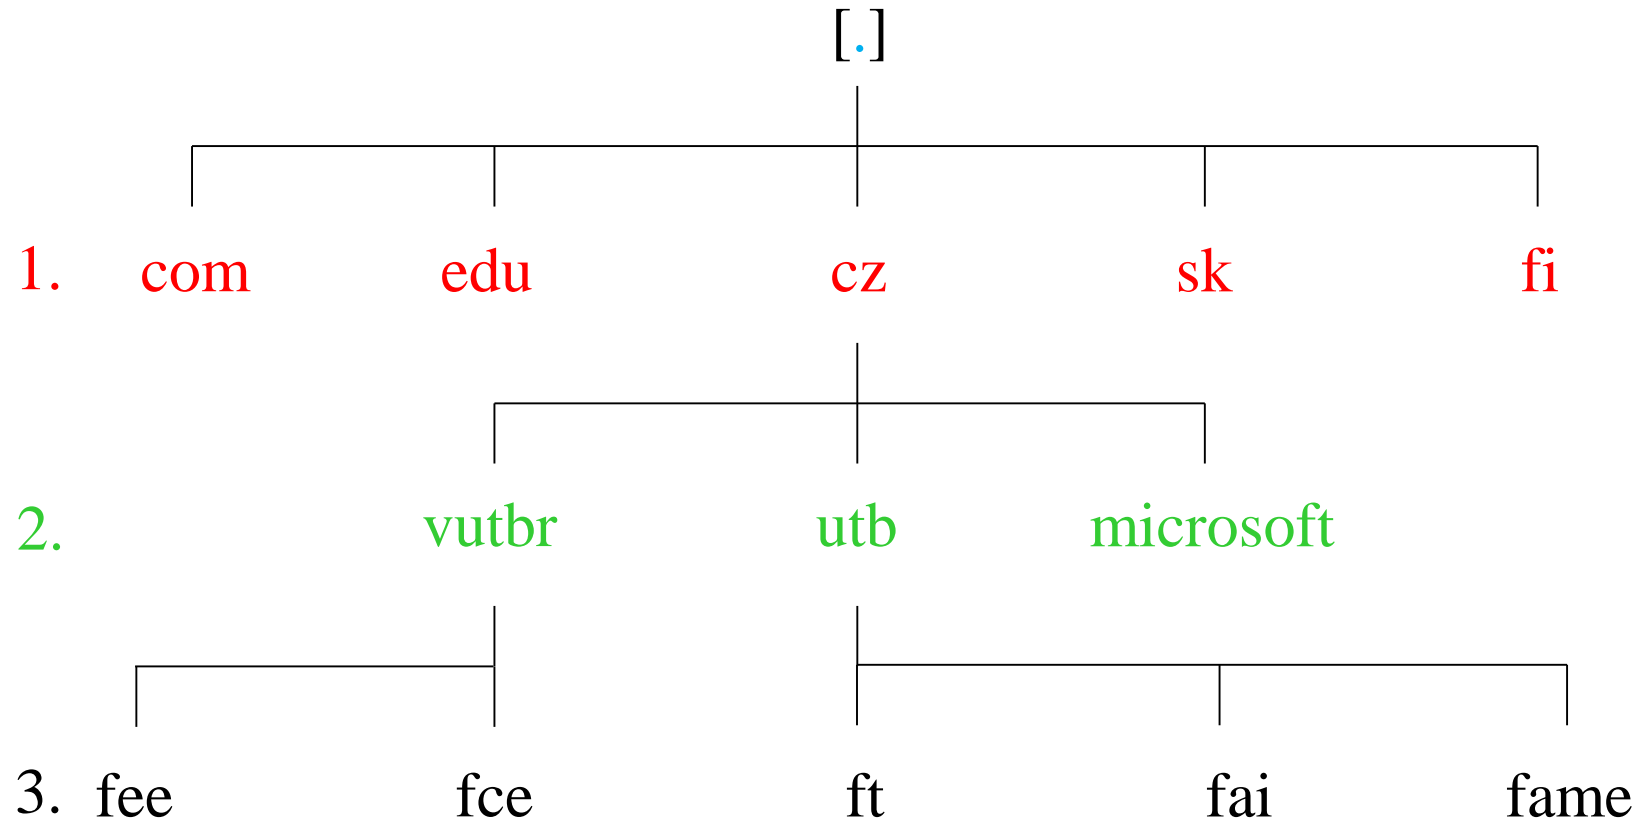 [.]
1. com edu cz sk fi
2. vutbr utb microsoft
3. fee fce ft fai fame